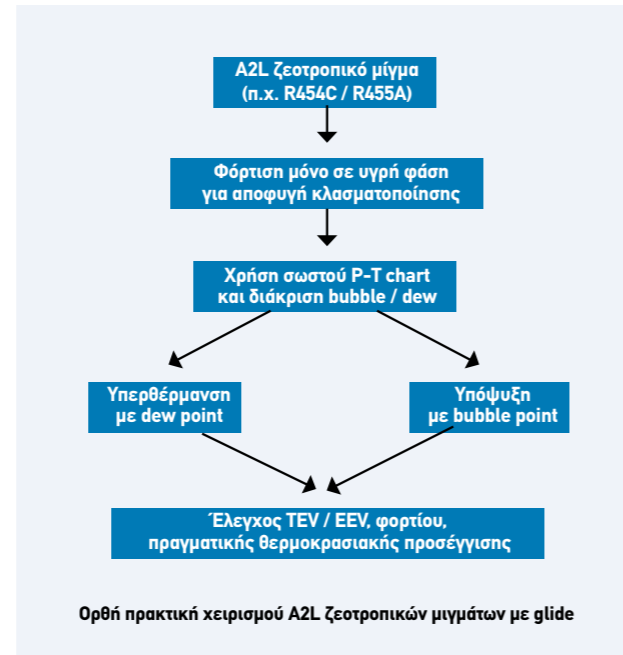 A2L ζεοτροπικό μίγμα
(π.χ. R454C / R455A)
Φόρτιση μόνο σε υγρή φάση
για αποφυγή κλασματοποίησης
Χρήση σωστού P-T chart
και διάκριση bubble / dew
Υπερθέρμανση
με dew point
Υπόψυξη
με bubble point
Έλεγχος TEV / EEV, φορτίου,
πραγματικής θερμοκρασιακής προσέγγισης
Ορθή πρακτική χειρισμού A2L ζεοτροπικών μιγμάτων με glide